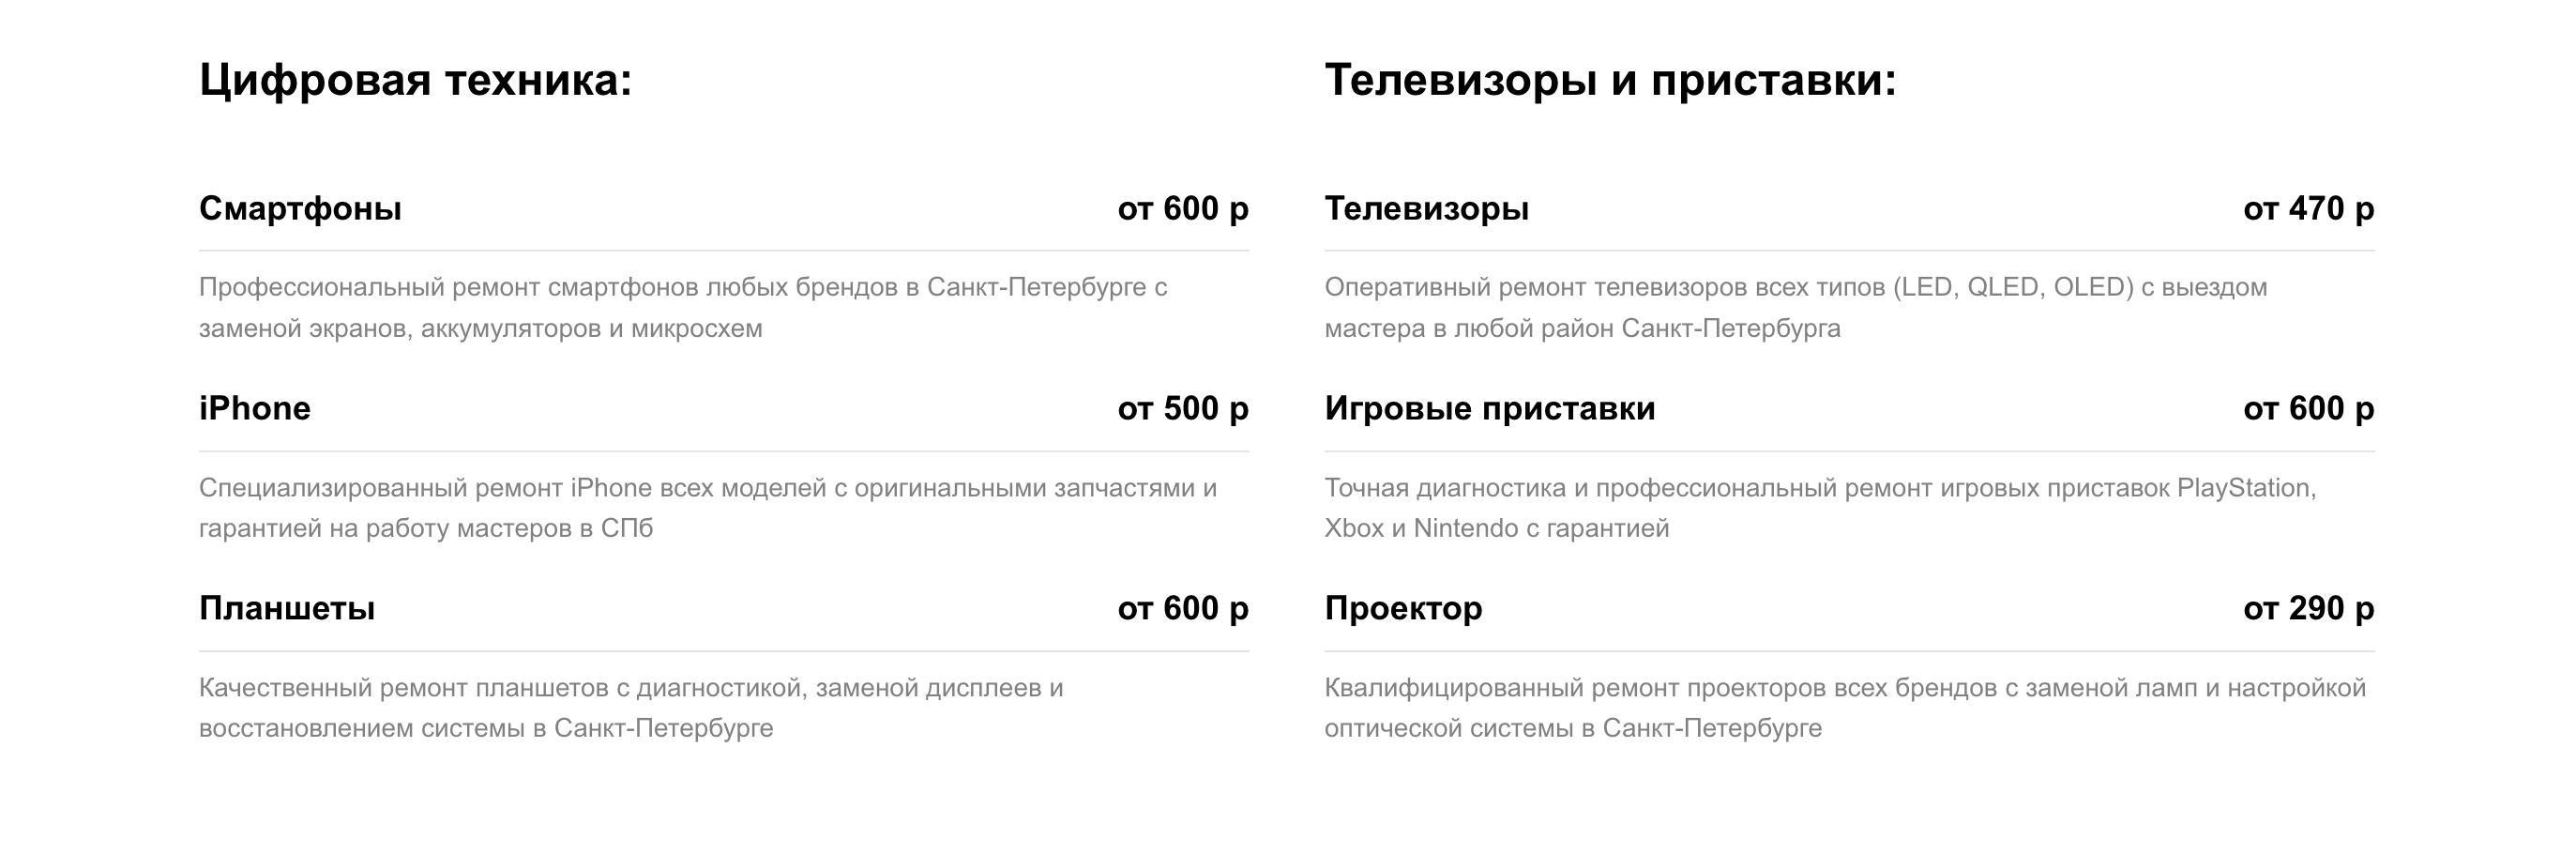 Цифровая техника:
Смартфоны от 600 р
Профессиональный ремонт смартфонов любых брендов в Санкт-Петербурге с
заменой экранов, аккумуляторов и микросхем
iPhone от 500 р
Специализированный ремонт iPhone всех моделей с оригинальными запчастями и
гарантией на работу мастеров в СПб
Планшеты от 600 р
Качественный ремонт планшетов с диагностикой, заменой дисплеев и
восстановлением системы в Санкт-Петербурге
Телевизоры и приставки:
Телевизоры от 470 р
Оперативный ремонт телевизоров всех типов (LED, QLED, OLED) с выездом
мастера в любой район Санкт-Петербурга
Игровые приставки от 600 р
Точная диагностика и профессиональный ремонт игровых приставок PlayStation,
Xbox и Nintendo с гарантией
Проектор от 290 р
Квалифицированный ремонт проекторов всех брендов с заменой ламп и настройкой
оптической системы в Санкт-Петербурге